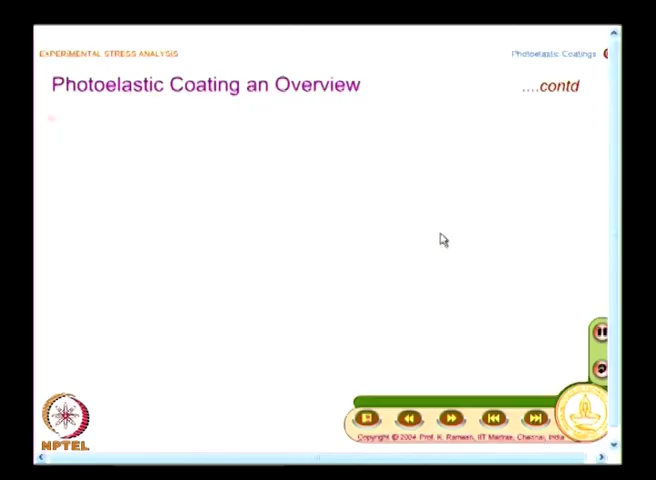 EXPERIMENTAL STRESS ANALYSIS
Photoelastic Coatings
Photoelastic Coating an Overview
....contd
NPTEL
Copyright © 2004 Prof. K. Ramesh, IIT Madras, Chennai, India